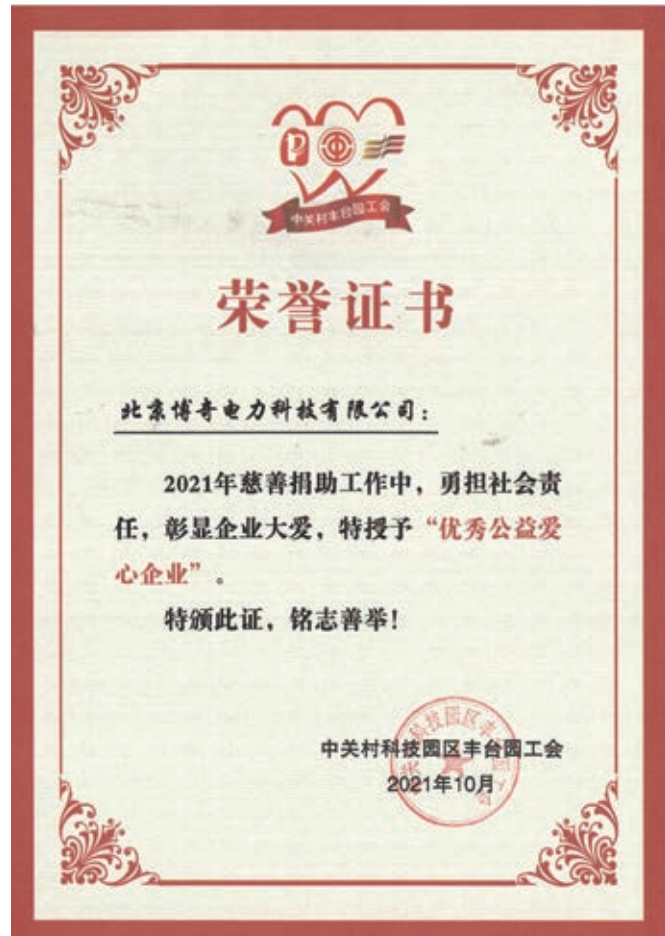 中关村丰台园工会
荣誉证书
北京博奇电力科技有限公司：
2021年慈善捐助工作中，勇担社会责
任，彰显企业大爱，特授予“优秀公益爱
心企业”。
特颁此证，铭志善举！
中关村科技园区丰台园工会
2021年10月